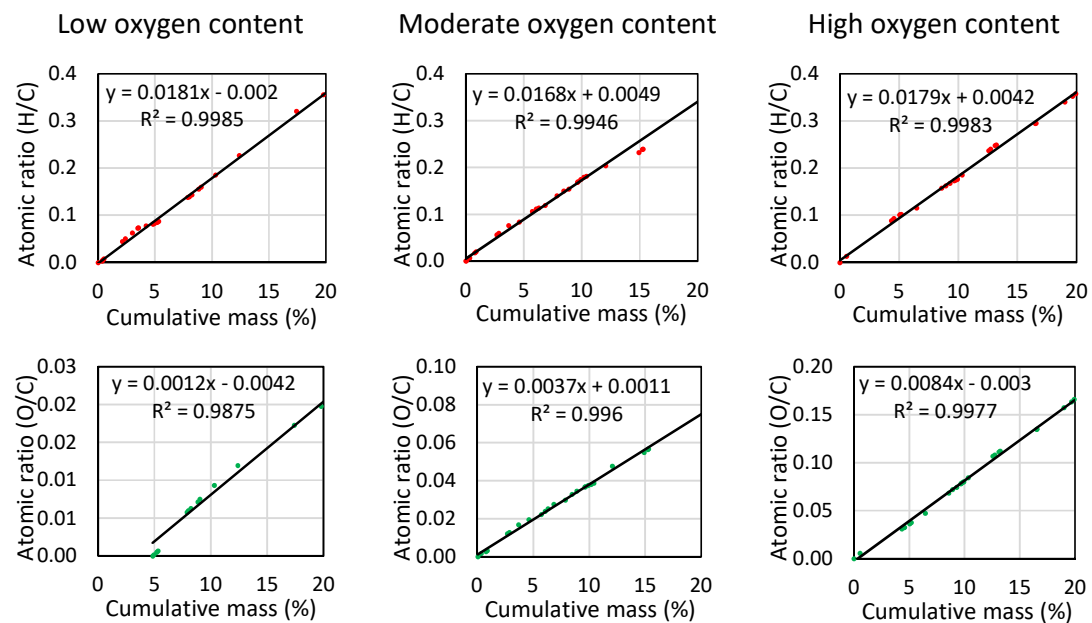 Low oxygen content
Moderate oxygen content
High oxygen content
Atomic ratio (H/C)
0.4
0.3
0.2
0.1
0.0
y = 0.0181x - 0.002
R² = 0.9985
0 5 10 15 20
Cumulative mass (%)
Atomic ratio (H/C)
0.4
0.3
0.2
0.1
0.0
y = 0.0168x + 0.0049
R² = 0.9946
0 5 10 15 20
Cumulative mass (%)
Atomic ratio (H/C)
0.4
0.3
0.2
0.1
0.0
y = 0.0179x + 0.0042
R² = 0.9983
0 5 10 15 20
Cumulative mass (%)
Atomic ratio (O/C)
0.03
0.02
0.02
0.01
0.01
0.00
y = 0.0012x - 0.0042
R² = 0.9875
0 5 10 15 20
Cumulative mass (%)
Atomic ratio (O/C)
0.10
0.08
0.06
0.04
0.02
0.00
y = 0.0037x + 0.0011
R² = 0.996
0 5 10 15 20
Cumulative mass (%)
Atomic ratio (O/C)
0.20
0.15
0.10
0.05
0.00
y = 0.0084x - 0.003
R² = 0.9977
0 5 10 15 20
Cumulative mass (%)